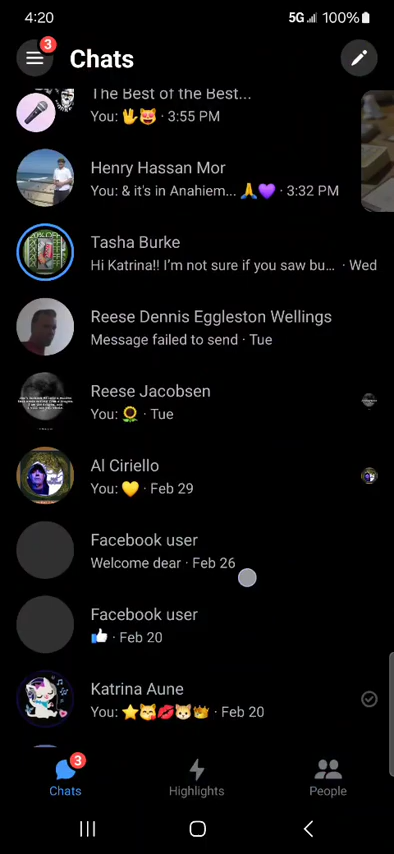 4:20 5G 100%
3
Chats
The Best of the Best...
You: 🖖😻 · 3:55 PM
Henry Hassan Mor
You: & it's in Anahiem... 🙏💜 · 3:32 PM
Tasha Burke
Hi Katrina!! I'm not sure if you saw bu... · Wed
Reese Dennis Eggleston Wellings
Message failed to send · Tue
Reese Jacobsen
You: 🌻 · Tue
Al Ciriello
You: 💛 · Feb 29
Facebook user
Welcome dear · Feb 26
Facebook user
👍 · Feb 20
Katrina Aune
You: ⭐😽💋🐱👑 · Feb 20
3
Chats Highlights People